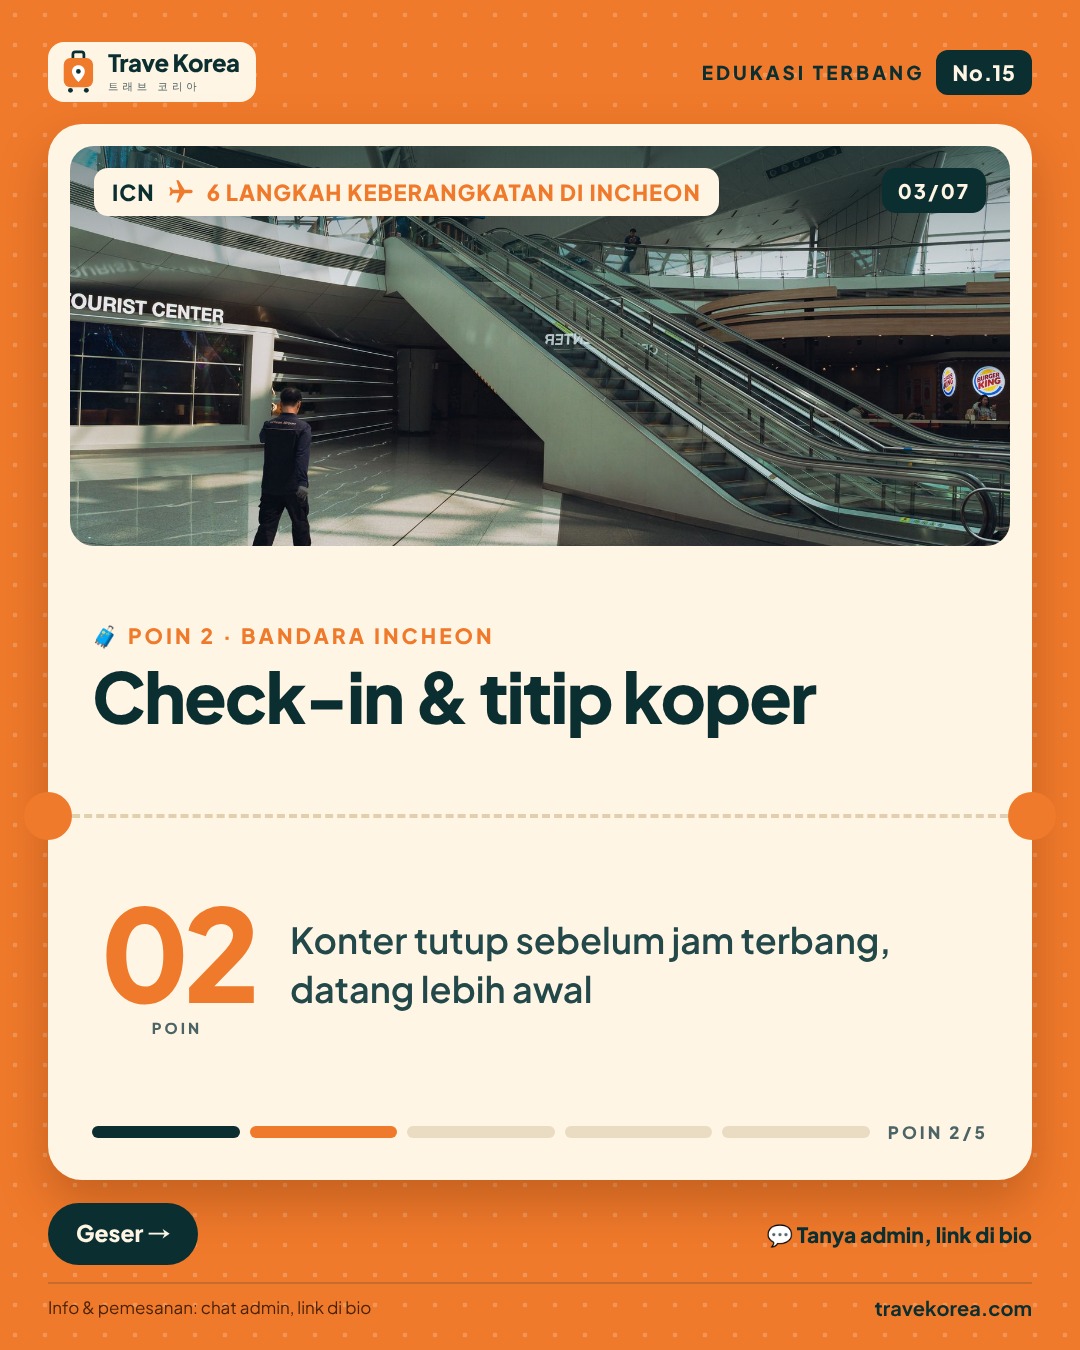 Trave Korea
트래브 코리아
EDUKASI TERBANG
No.15
ICN ✈ 6 LANGKAH KEBERANGKATAN DI INCHEON
03/07
TOURIST CENTER
BURGER KING
🧳 POIN 2 · BANDARA INCHEON
Check-in & titip koper
02
POIN
Konter tutup sebelum jam terbang,
datang lebih awal
POIN 2/5
Geser →
💬 Tanya admin, link di bio
Info & pemesanan: chat admin, link di bio
travekorea.com